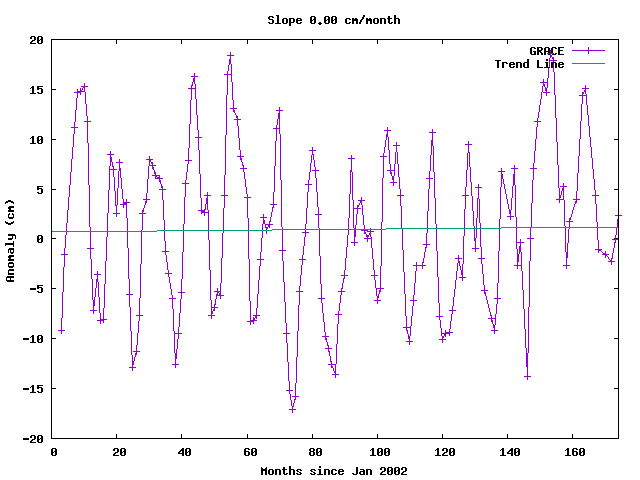 Slope 0.00 cm/month
GRACE
Trend Line
20
15
10
5
0
-5
-10
-15
-20
Anomaly (cm)
0 20 40 60 80 100 120 140 160
Months since Jan 2002